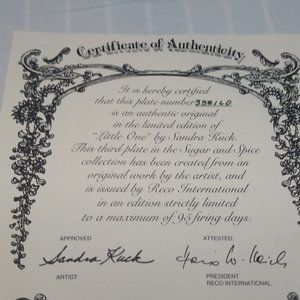 Certificate of Authenticity
It is hereby certified
that this plate number
is an authentic original
in the limited edition of
"Little One" by Sandra Kuck.
This third plate in the Sugar and Spice
collection has been created from an
original work by the artist, and
is issued by Reco International
in an edition strictly limited
to a maximum of 95 firing days.
APPROVED ATTESTED:
Sandra Kuck
ARTIST PRESIDENT
RECO INTERNATIONAL